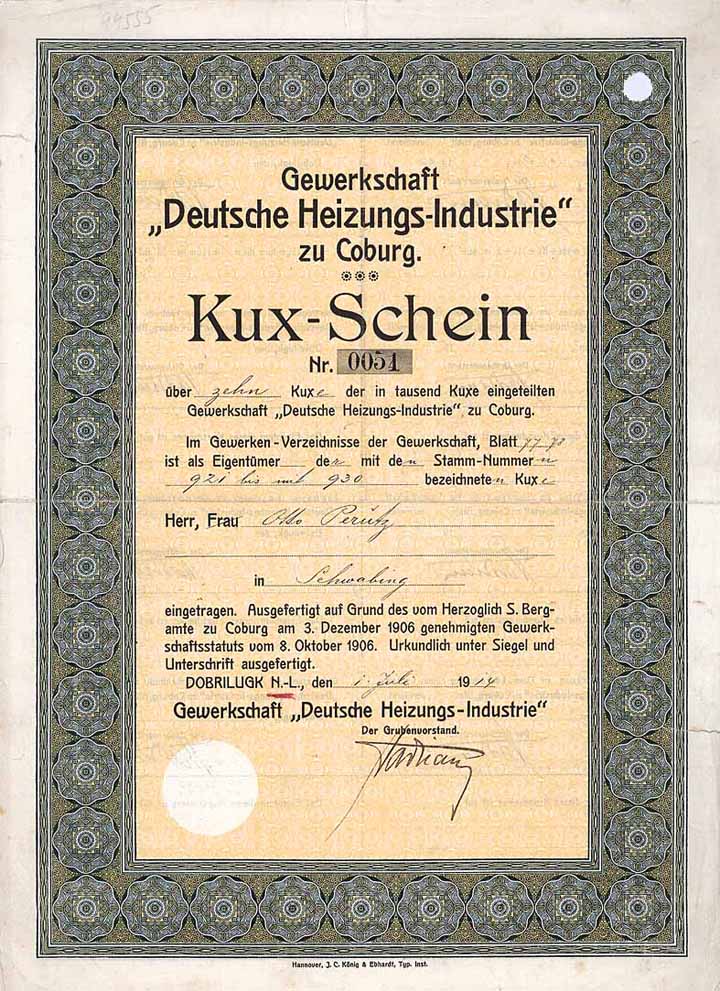 94555
Gewerkschaft
„Deutsche Heizungs-Industrie“
zu Coburg.
Kux-Schein
Nr. 0051
über zehn Kuxe der in tausend Kuxe eingeteilten
Gewerkschaft „Deutsche Heizungs-Industrie“ zu Coburg.
Im Gewerken-Verzeichnisse der Gewerkschaft, Blatt 77-78
ist als Eigentümer der mit den Stamm-Nummern
921 bis mit 930 bezeichneten Kuxe
Herr, Frau Otto Perutz
in Schwabing
eingetragen. Ausgefertigt auf Grund des vom Herzoglich S. Berg-
amte zu Coburg am 3. Dezember 1906 genehmigten Gewerk-
schaftsstatuts vom 8. Oktober 1906. Urkundlich unter Siegel und
Unterschrift ausgefertigt.
DOBRILUGK N.-L., den 1. Juli 1914
Gewerkschaft „Deutsche Heizungs-Industrie“
Der Grubenvorstand.
Hannover, J. C. König & Ebhardt, Typ. Inst.